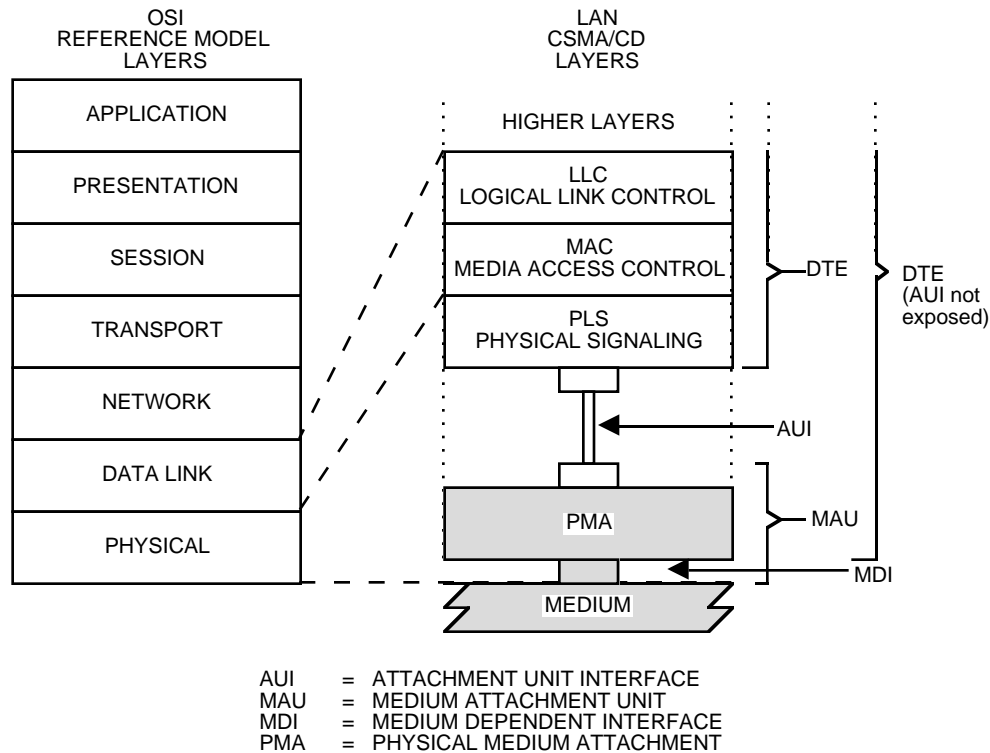 OSI
REFERENCE MODEL
LAYERS
APPLICATION
PRESENTATION
SESSION
TRANSPORT
NETWORK
DATA LINK
PHYSICAL
LAN
CSMA/CD
LAYERS
HIGHER LAYERS
LLC
LOGICAL LINK CONTROL
MAC
MEDIA ACCESS CONTROL
PLS
PHYSICAL SIGNALING
DTE
DTE
(AUI not
exposed)
AUI
PMA
MAU
MDI
MEDIUM
AUI = ATTACHMENT UNIT INTERFACE
MAU = MEDIUM ATTACHMENT UNIT
MDI = MEDIUM DEPENDENT INTERFACE
PMA = PHYSICAL MEDIUM ATTACHMENT